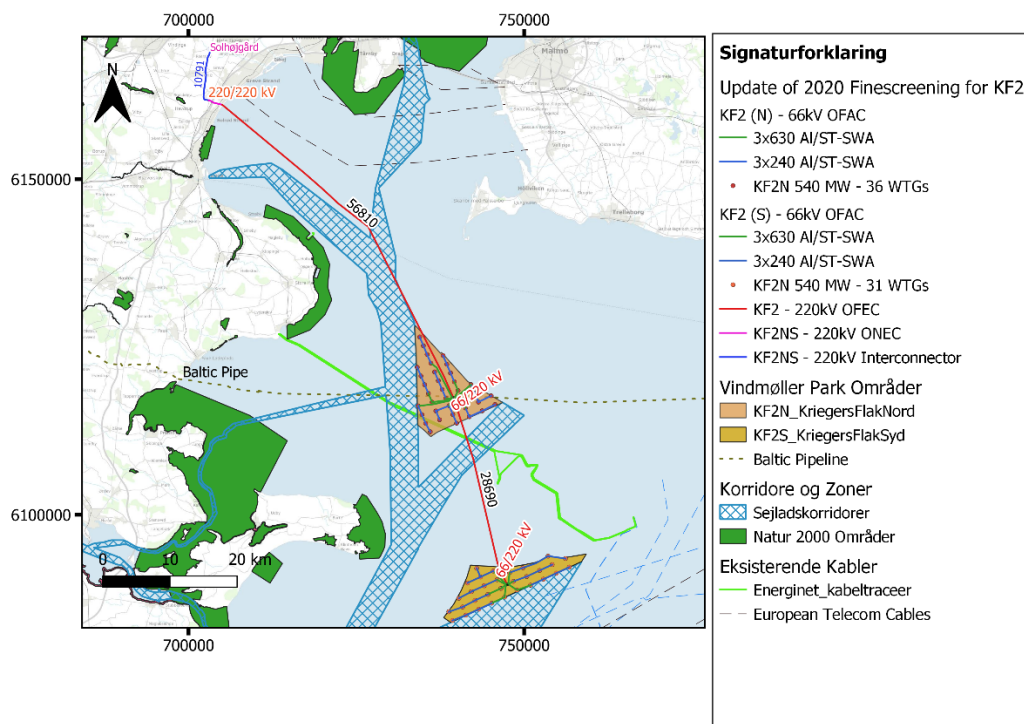 700000
750000
Solhøjgård
Malmö
N
10791
220/220 kV
6150000
Trelleborg
56810
Baltic Pipe
66/220 kV
28690
6100000
66/220 kV
0 10 20 km
700000
750000
Signaturforklaring
Update of 2020 Finescreening for KF2
KF2 (N) - 66kV OFAC
3x630 Al/ST-SWA
3x240 Al/ST-SWA
KF2N 540 MW - 36 WTGs
KF2 (S) - 66kV OFAC
3x630 Al/ST-SWA
3x240 Al/ST-SWA
KF2N 540 MW - 31 WTGs
KF2 - 220kV OFEC
KF2NS - 220kV ONEC
KF2NS - 220kV Interconnector
Vindmøller Park Områder
KF2N_KriegersFlakNord
KF2S_KriegersFlakSyd
Baltic Pipeline
Korridore og Zoner
Sejladskorridorer
Natur 2000 Områder
Eksisterende Kabler
Energinet_kabeltraceer
European Telecom Cables